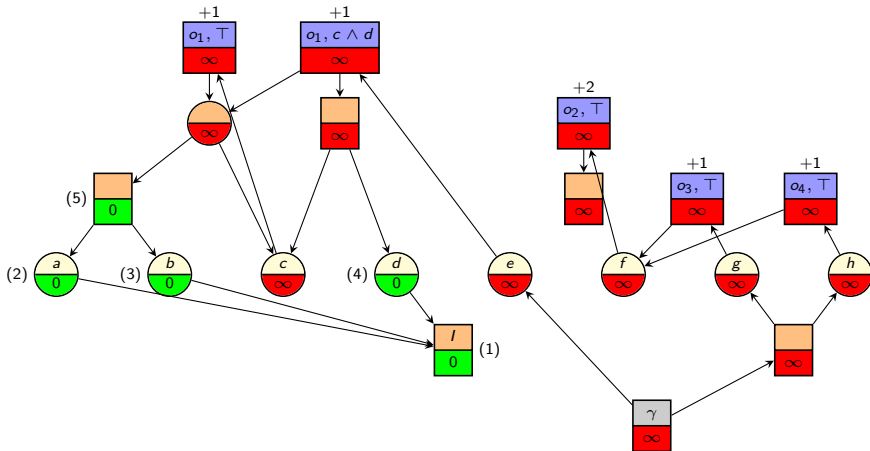 +1 +1
o₁, ⊤ o₁, c ∧ d
∞ ∞
+2
o₂, ⊤
∞ ∞ ∞
+1 +1
o₃, ⊤ o₄, ⊤
(5) 0 ∞ ∞ ∞
a b c d e f g h
(2) 0 (3) 0 ∞ (4) 0 ∞ ∞ ∞ ∞
I
0 (1) ∞
γ
∞